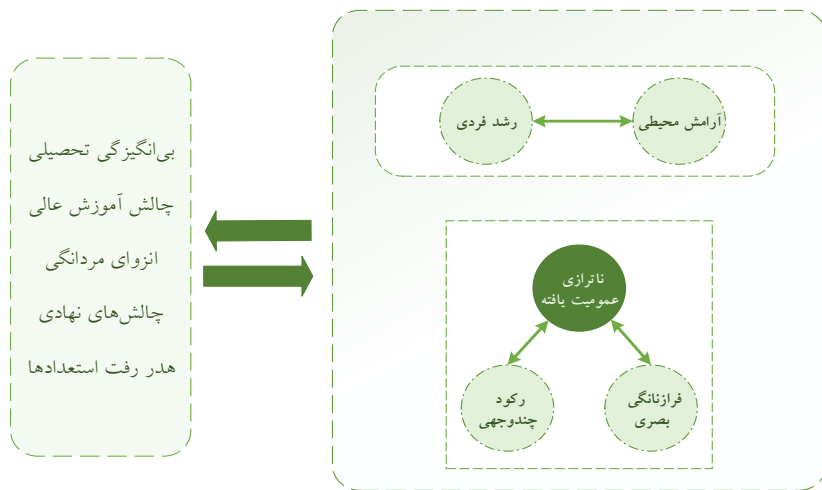 آرامش محیطی
رشد فردی
ناترازی
عمومیت یافته
فرازنانگی
بصری
رکود
چندوجهی
بی‌انگیزگی تحصیلی
چالش آموزش عالی
انزوای مردانگی
چالش‌های نهادی
هدر رفت استعدادها